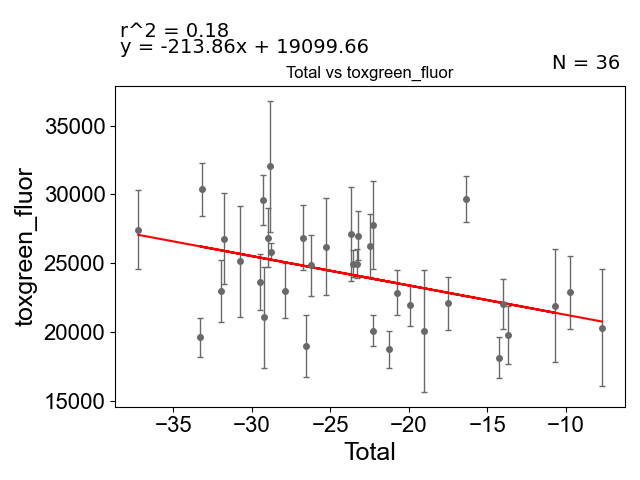 r^2 = 0.18
y = -213.86x + 19099.66
N = 36
Total vs toxgreen_fluor
35000
30000
25000
20000
15000
toxgreen_fluor
−35
−30
−25
−20
−15
−10
Total